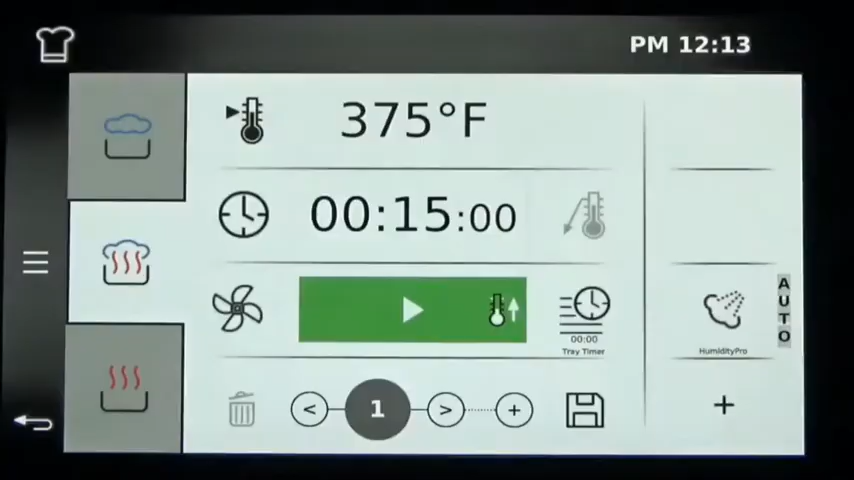 PM 12:13
375°F
00:15:00
00:00
Tray Timer
AUTO
HumidityPro
< 1 > +
+